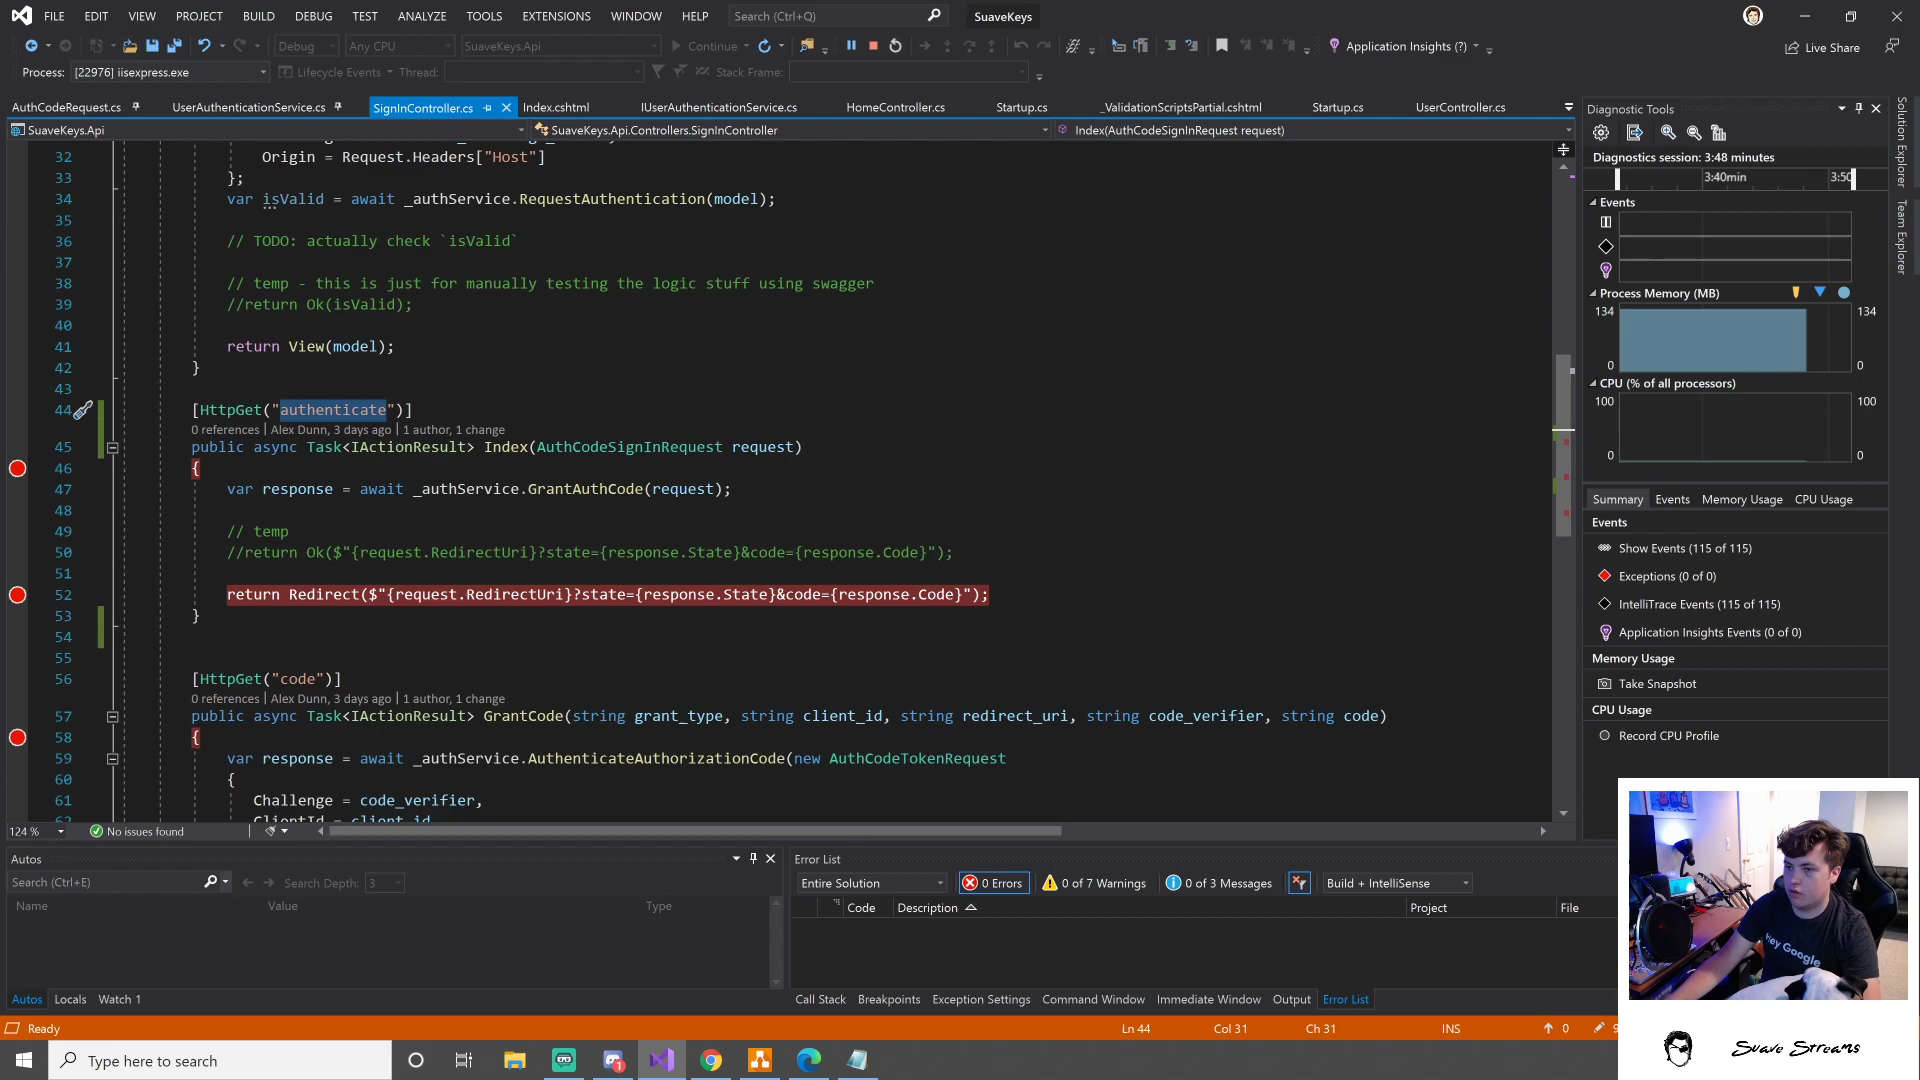 FILE EDIT VIEW PROJECT BUILD DEBUG TEST ANALYZE TOOLS EXTENSIONS WINDOW HELP Search (Ctrl+Q) SuaveKeys
Debug Any CPU SuaveKeys.Api Continue Application Insights (?) Live Share
Process: [22976] iisexpress.exe Lifecycle Events Thread: Stack Frame:
AuthCodeRequest.cs UserAuthenticationService.cs SignInController.cs Index.cshtml IUserAuthenticationService.cs HomeController.cs Startup.cs _ValidationScriptsPartial.cshtml Startup.cs UserController.cs
SuaveKeys.Api SuaveKeys.Api.Controllers.SignInController Index(AuthCodeSignInRequest request)
32 Origin = Request.Headers["Host"]
33 };
34 var isValid = await _authService.RequestAuthentication(model);
35
36 // TODO: actually check `isValid`
37
38 // temp - this is just for manually testing the logic stuff using swagger
39 //return Ok(isValid);
40
41 return View(model);
42 }
43
44 [HttpGet("authenticate")]
0 references | Alex Dunn, 3 days ago | 1 author, 1 change
45 public async Task<IActionResult> Index(AuthCodeSignInRequest request)
46 {
47 var response = await _authService.GrantAuthCode(request);
48
49 // temp
50 //return Ok($"{request.RedirectUri}?state={response.State}&code={response.Code}");
51
52 return Redirect($"{request.RedirectUri}?state={response.State}&code={response.Code}");
53 }
54
55
56 [HttpGet("code")]
0 references | Alex Dunn, 3 days ago | 1 author, 1 change
57 public async Task<IActionResult> GrantCode(string grant_type, string client_id, string redirect_uri, string code_verifier, string code)
58 {
59 var response = await _authService.AuthenticateAuthorizationCode(new AuthCodeTokenRequest
60 {
61 Challenge = code_verifier,
62 ClientId = client_id
124 % No issues found
Diagnostic Tools
Diagnostics session: 3:48 minutes
3:40min 3:50
Events
Process Memory (MB)
134 134
0 0
CPU (% of all processors)
100 100
0 0
Summary Events Memory Usage CPU Usage
Events
Show Events (115 of 115)
Exceptions (0 of 0)
IntelliTrace Events (115 of 115)
Application Insights Events (0 of 0)
Memory Usage
Take Snapshot
CPU Usage
Record CPU Profile
Solution Explorer
Team Explorer
Autos
Search (Ctrl+E) Search Depth: 3
Name Value Type
Autos Locals Watch 1
Error List
Entire Solution 0 Errors 0 of 7 Warnings 0 of 3 Messages Build + IntelliSense
Code Description Project File
Call Stack Breakpoints Exception Settings Command Window Immediate Window Output Error List
Ready Ln 44 Col 31 Ch 31 INS 0
Type here to search
1
Hey Google
Suave Streams